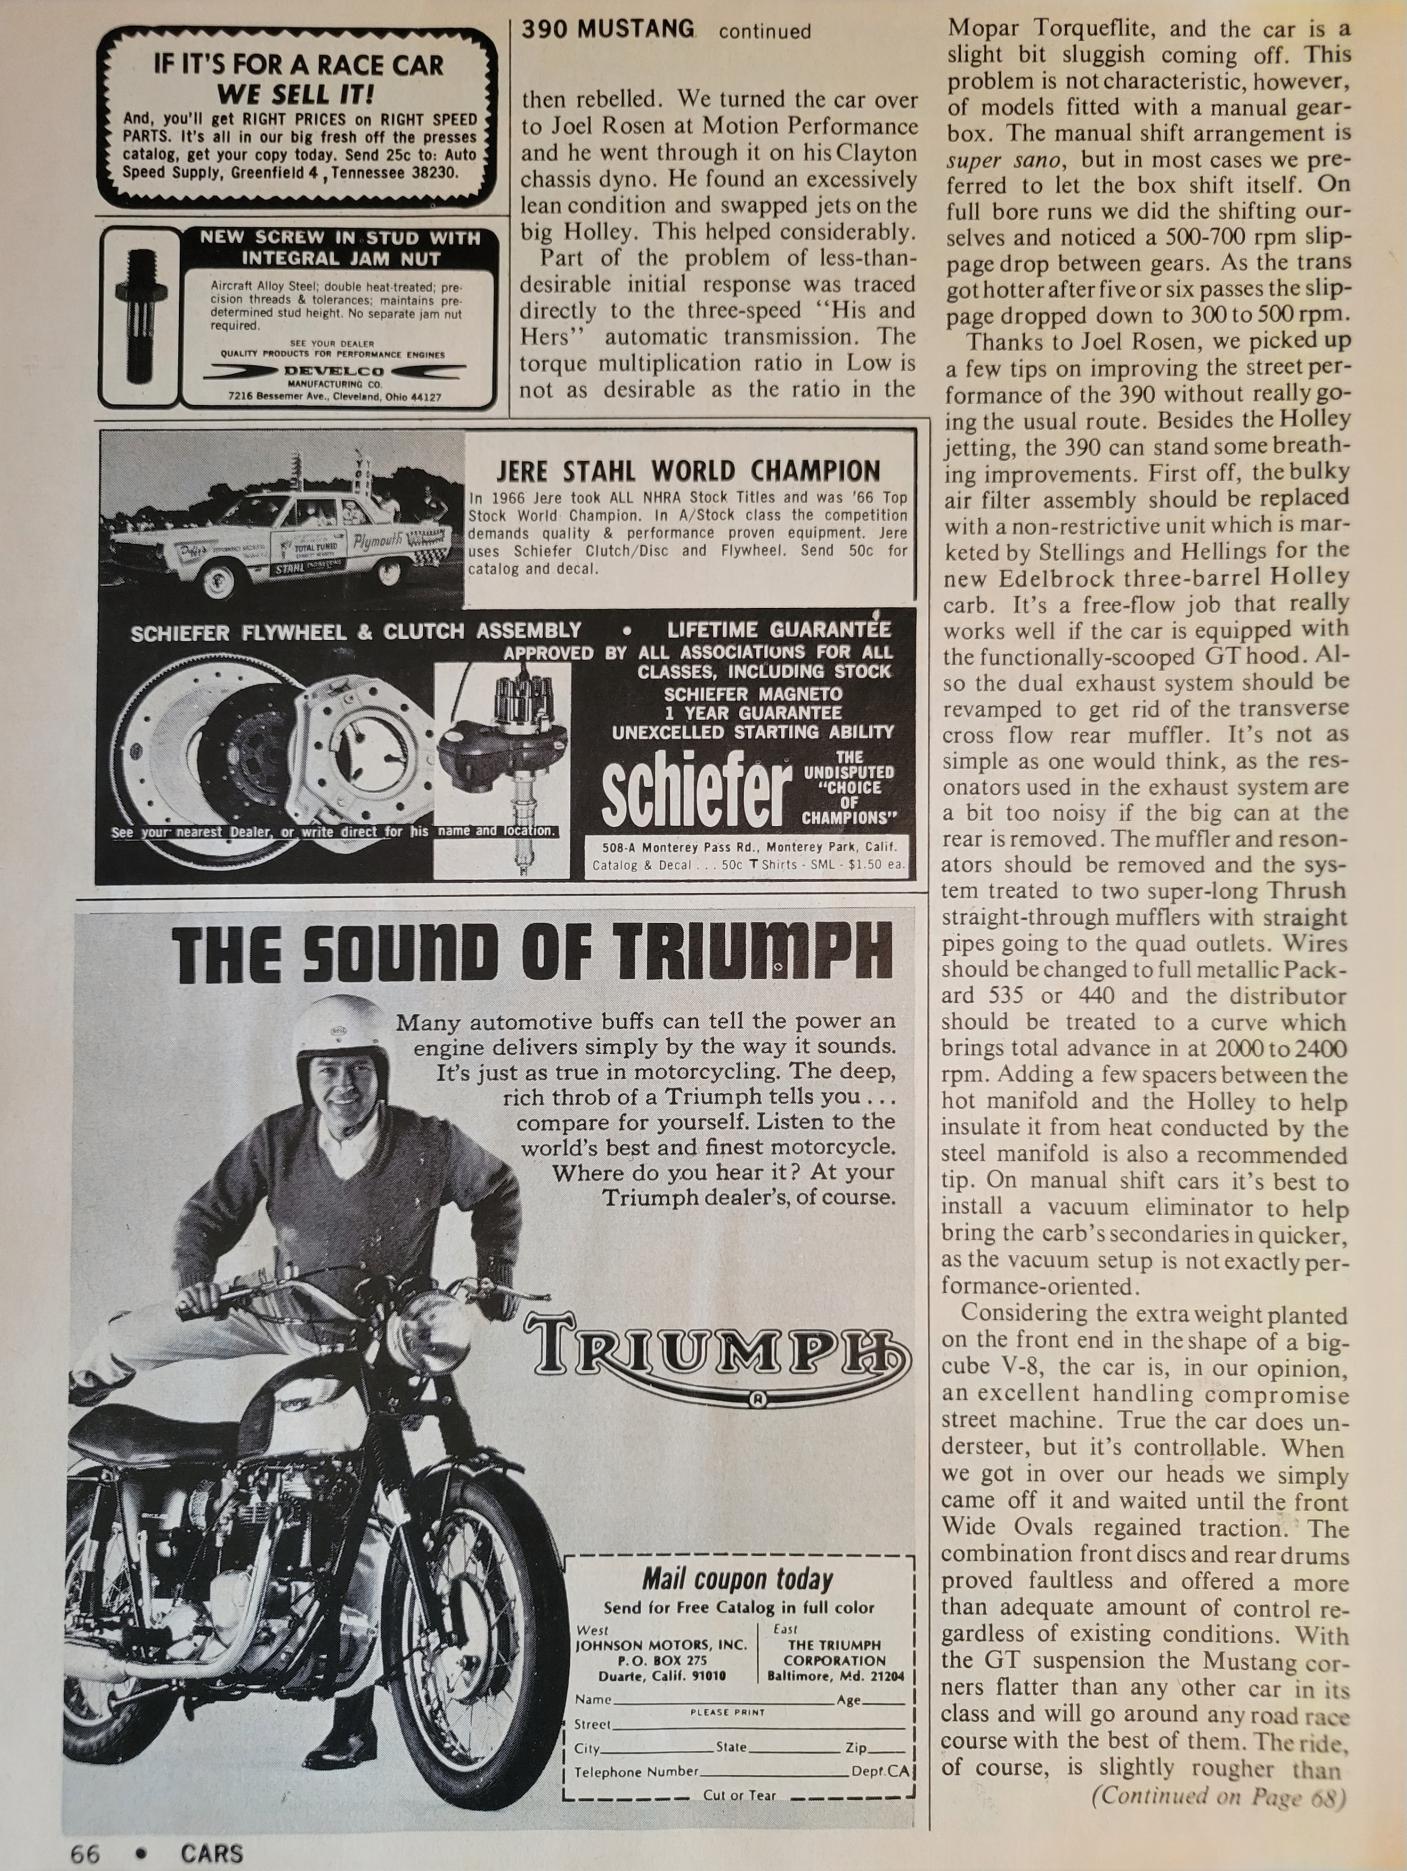 IF IT'S FOR A RACE CAR
WE SELL IT!
And, you'll get RIGHT PRICES on RIGHT SPEED
PARTS. It's all in our big fresh off the presses
catalog, get your copy today. Send 25c to: Auto
Speed Supply, Greenfield 4, Tennessee 38230.
NEW SCREW IN STUD WITH
INTEGRAL JAM NUT
Aircraft Alloy Steel; double heat-treated; pre-
cision threads & tolerances; maintains pre-
determined stud height. No separate jam nut
required.
SEE YOUR DEALER
QUALITY PRODUCTS FOR PERFORMANCE ENGINES
DEVELCO
MANUFACTURING CO.
7216 Bessemer Ave., Cleveland, Ohio 44127
390 MUSTANG continued
then rebelled. We turned the car over
to Joel Rosen at Motion Performance
and he went through it on his Clayton
chassis dyno. He found an excessively
lean condition and swapped jets on the
big Holley. This helped considerably.
Part of the problem of less-than-
desirable initial response was traced
directly to the three-speed "His and
Hers" automatic transmission. The
torque multiplication ratio in Low is
not as desirable as the ratio in the
Mopar Torqueflite, and the car is a
slight bit sluggish coming off. This
problem is not characteristic, however,
of models fitted with a manual gear-
box. The manual shift arrangement is
super sano, but in most cases we pre-
ferred to let the box shift itself. On
full bore runs we did the shifting our-
selves and noticed a 500-700 rpm slip-
page drop between gears. As the trans
got hotter after five or six passes the slip-
page dropped down to 300 to 500 rpm.
Thanks to Joel Rosen, we picked up
a few tips on improving the street per-
formance of the 390 without really go-
ing the usual route. Besides the Holley
jetting, the 390 can stand some breath-
ing improvements. First off, the bulky
air filter assembly should be replaced
with a non-restrictive unit which is mar-
keted by Stellings and Hellings for the
new Edelbrock three-barrel Holley
carb. It's a free-flow job that really
works well if the car is equipped with
the functionally-scooped GT hood. Al-
so the dual exhaust system should be
revamped to get rid of the transverse
cross flow rear muffler. It's not as
simple as one would think, as the res-
onators used in the exhaust system are
a bit too noisy if the big can at the
rear is removed. The muffler and reson-
ators should be removed and the sys-
tem treated to two super-long Thrush
straight-through mufflers with straight
pipes going to the quad outlets. Wires
should be changed to full metallic Pack-
ard 535 or 440 and the distributor
should be treated to a curve which
brings total advance in at 2000 to 2400
rpm. Adding a few spacers between the
hot manifold and the Holley to help
insulate it from heat conducted by the
steel manifold is also a recommended
tip. On manual shift cars it's best to
install a vacuum eliminator to help
bring the carb's secondaries in quicker,
as the vacuum setup is not exactly per-
formance-oriented.
Considering the extra weight planted
on the front end in the shape of a big-
cube V-8, the car is, in our opinion,
an excellent handling compromise
street machine. True the car does un-
dersteer, but it's controllable. When
we got in over our heads we simply
came off it and waited until the front
Wide Ovals regained traction. The
combination front discs and rear drums
proved faultless and offered a more
than adequate amount of control re-
gardless of existing conditions. With
the GT suspension the Mustang cor-
ners flatter than any other car in its
class and will go around any road race
course with the best of them. The ride,
of course, is slightly rougher than
(Continued on Page 68)
JERE STAHL WORLD CHAMPION
In 1966 Jere took ALL NHRA Stock Titles and was '66 Top
Stock World Champion. In A/Stock class the competition
demands quality & performance proven equipment. Jere
uses Schiefer Clutch/Disc and Flywheel. Send 50c for
catalog and decal.
TOTAL TUNED
Plymouth
STAHL
SCHIEFER FLYWHEEL & CLUTCH ASSEMBLY • LIFETIME GUARANTEE
APPROVED BY ALL ASSOCIATIONS FOR ALL
CLASSES, INCLUDING STOCK
SCHIEFER MAGNETO
1 YEAR GUARANTEE
UNEXCELLED STARTING ABILITY
schiefer
THE
UNDISPUTED
"CHOICE
OF
CHAMPIONS"
See your nearest Dealer, or write direct for his name and location.
508-A Monterey Pass Rd., Monterey Park, Calif.
Catalog & Decal . . . 50c T Shirts - SML - $1.50 ea.
THE SOUND OF TRIUMPH
Many automotive buffs can tell the power an
engine delivers simply by the way it sounds.
It's just as true in motorcycling. The deep,
rich throb of a Triumph tells you . . .
compare for yourself. Listen to the
world's best and finest motorcycle.
Where do you hear it? At your
Triumph dealer's, of course.
TRIUMPH
R
Mail coupon today
Send for Free Catalog in full color
West
JOHNSON MOTORS, INC.
P.O. BOX 275
Duarte, Calif. 91010
East
THE TRIUMPH
CORPORATION
Baltimore, Md. 21204
Name Age
PLEASE PRINT
Street
City State Zip
Telephone Number Dept.CA
Cut or Tear
66 • CARS